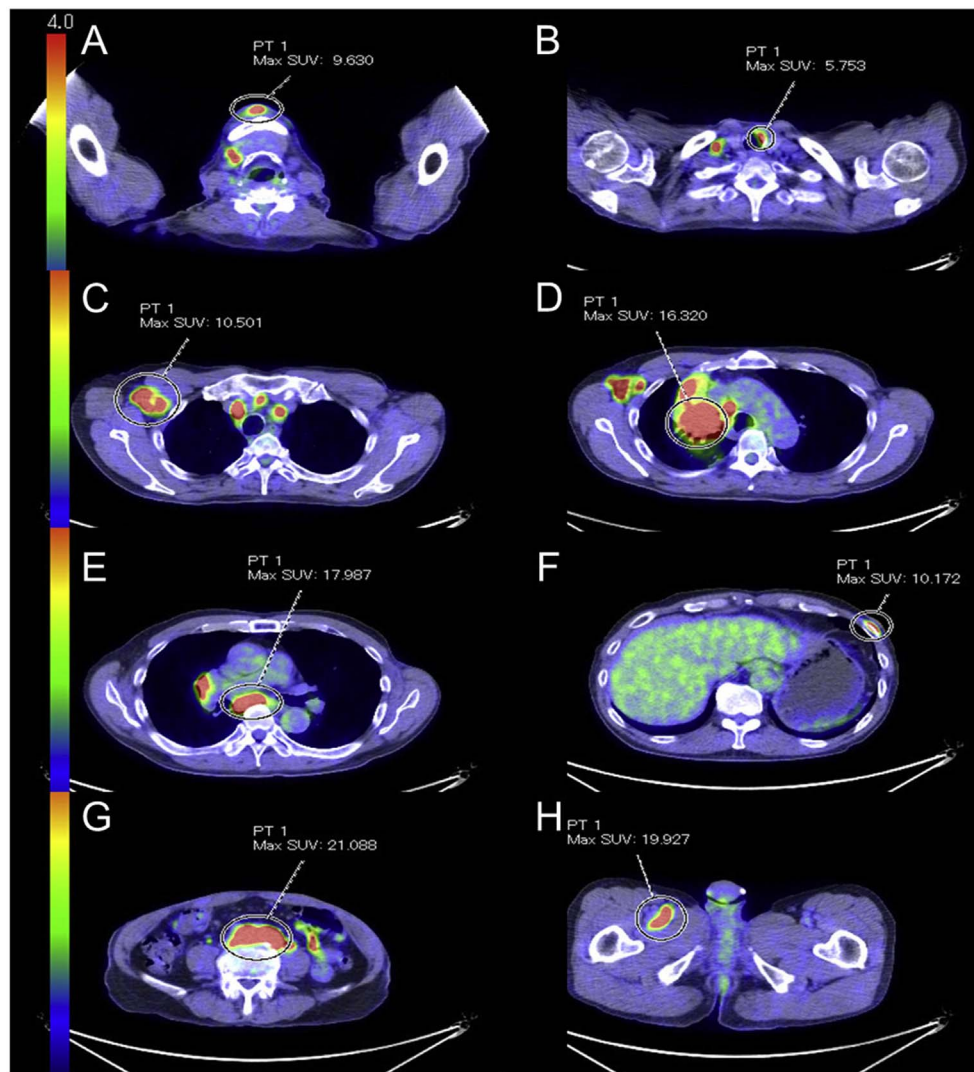 4.0
A
PT 1
Max SUV: 9.630
B
PT 1
Max SUV: 5.753
C
PT 1
Max SUV: 10.501
D
PT 1
Max SUV: 16.320
E
PT 1
Max SUV: 17.987
F
PT 1
Max SUV: 10.172
G
PT 1
Max SUV: 21.088
H
PT 1
Max SUV: 19.927